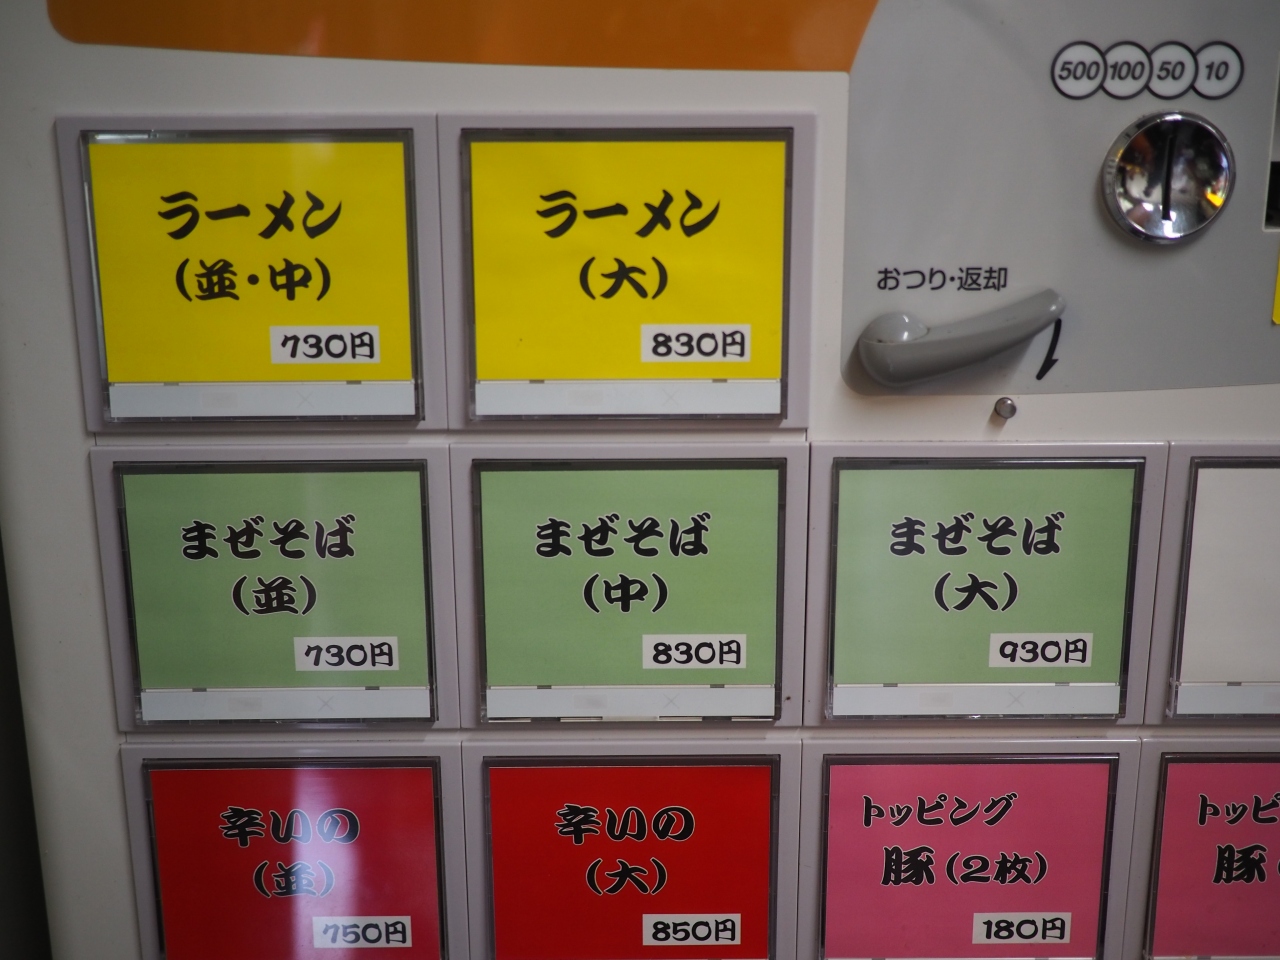 500 100 50 10
おつり・返却
ラーメン
(並・中)
730円
ラーメン
(大)
830円
まぜそば
(並)
730円
まぜそば
(中)
830円
まぜそば
(大)
930円
辛いの
(並)
750円
辛いの
(大)
850円
トッピング
豚(2枚)
180円
トッピ
豚(